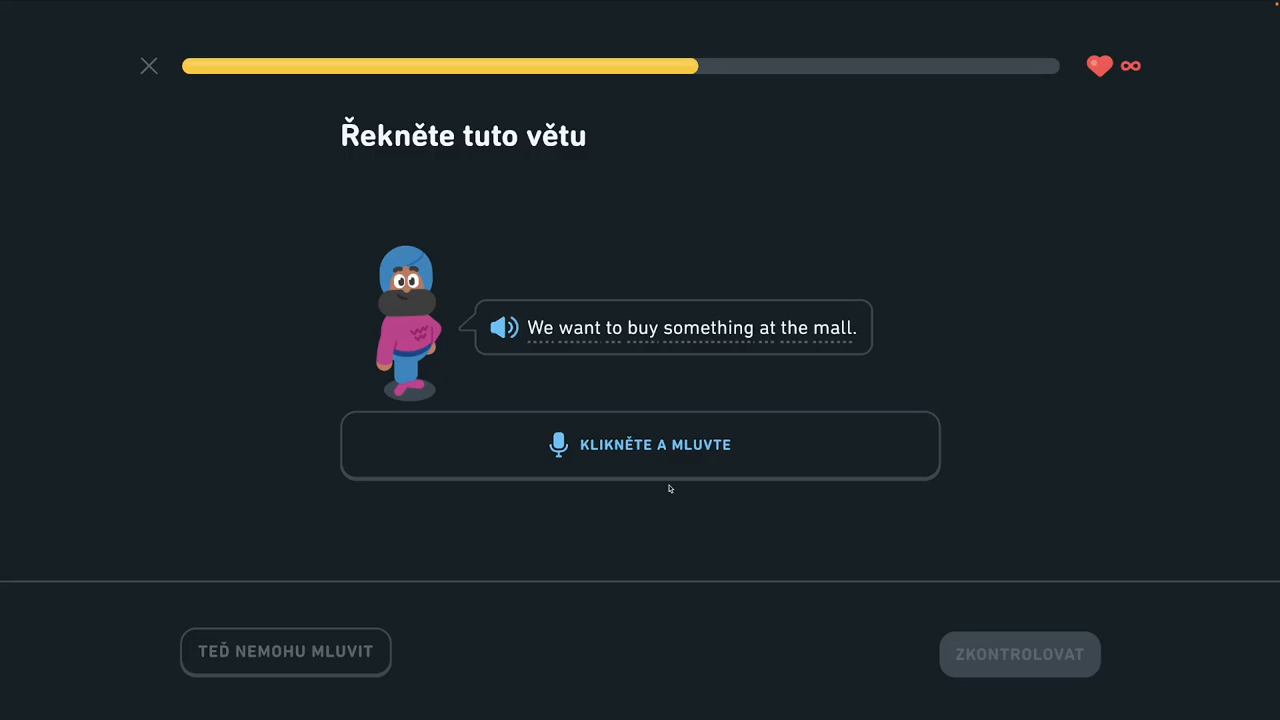 ∞
Řekněte tuto větu
We want to buy something at the mall.
KLIKNĚTE A MLUVTE
TEĎ NEMOHU MLUVIT
ZKONTROLOVAT